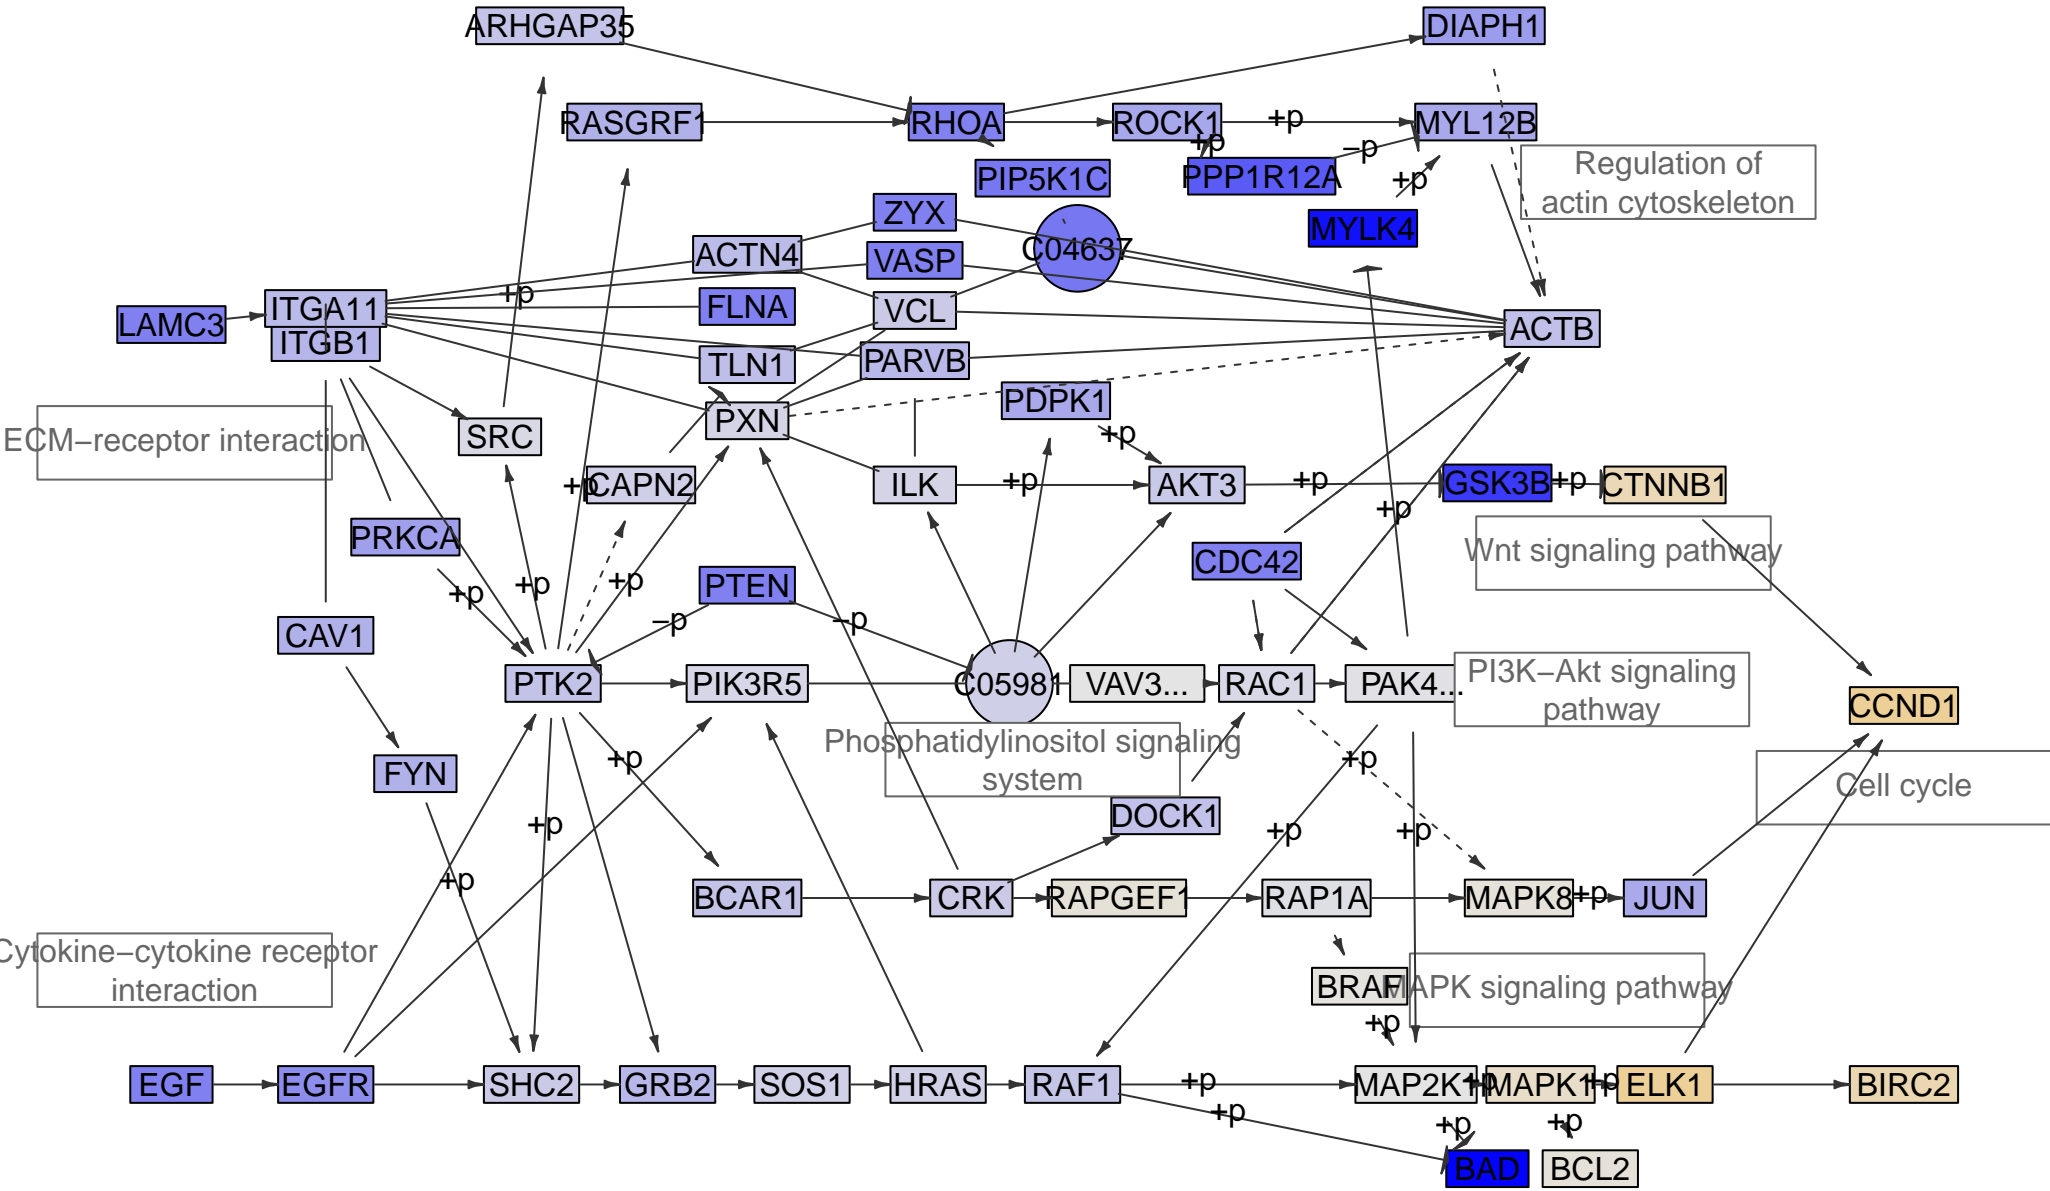 ARHGAP35
DIAPH1
RASGRF1
RHOA
ROCK1
+p
MYL12B
+p
−p
PIP5K1C
PPP1R12A
+p
Regulation of
actin cytoskeleton
ZYX
MYLK4
ACTN4
VASP
C04637
+p
ITGA11
FLNA
VCL
LAMC3
ITGB1
ACTB
TLN1
PARVB
PDPK1
PXN
ECM−receptor interaction
SRC
+p
+p
CAPN2
ILK
+p
AKT3
+p
GSK3B
+p
CTNNB1
+p
PRKCA
Wnt signaling pathway
CDC42
+p
+p
+p
PTEN
−p
−p
CAV1
PTK2
PIK3R5
C05981
VAV3...
RAC1
PAK4...
PI3K−Akt signaling
pathway
CCND1
Phosphatidylinositol signaling
system
+p
+p
FYN
Cell cycle
DOCK1
+p
+p
+p
+p
BCAR1
CRK
RAPGEF1
RAP1A
MAPK8
+p
JUN
Cytokine−cytokine receptor
interaction
BRAF
MAPK signaling pathway
+p
EGF
EGFR
SHC2
GRB2
SOS1
HRAS
RAF1
+p
MAP2K1
+p
MAPK1
+p
ELK1
BIRC2
+p
+p
+p
BAD
BCL2